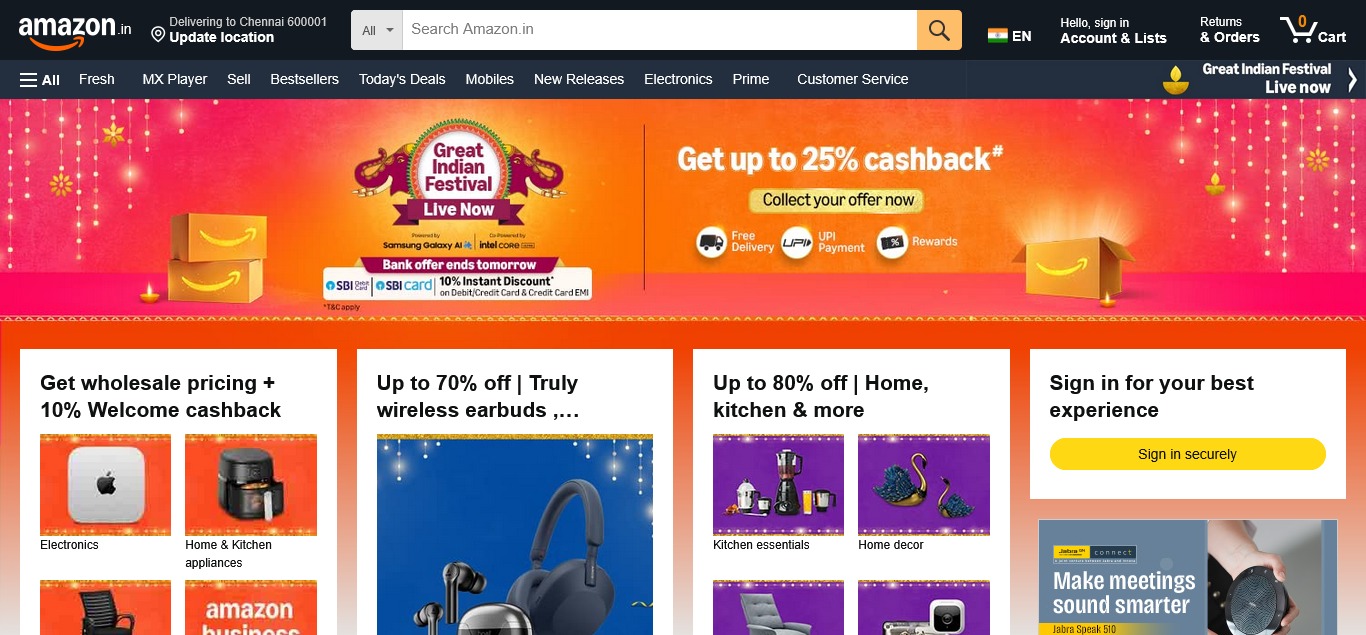 amazon.in
Delivering to Chennai 600001
Update location
All
Search Amazon.in
EN
Hello, sign in
Account & Lists
Returns
& Orders
0
Cart
All
Fresh
MX Player
Sell
Bestsellers
Today's Deals
Mobiles
New Releases
Electronics
Prime
Customer Service
Great Indian Festival
Live now
Great
Indian
Festival
Live Now
Powered by
Samsung Galaxy AI
Co-Powered by
intel core
Bank offer ends tomorrow
SBI Debit Card
SBI card
10% Instant Discount*
on Debit/Credit Card & Credit Card EMI
*T&C apply
Get up to 25% cashback#
Collect your offer now
Free
Delivery
UPI
UPI
Payment
Rewards
Get wholesale pricing +
10% Welcome cashback
Electronics
Home & Kitchen
appliances
amazon
business
Up to 70% off | Truly
wireless earbuds ,…
Up to 80% off | Home,
kitchen & more
Kitchen essentials
Home decor
Sign in for your best
experience
Sign in securely
Jabra GN
connect
Make meetings
sound smarter
Jabra Speak 510